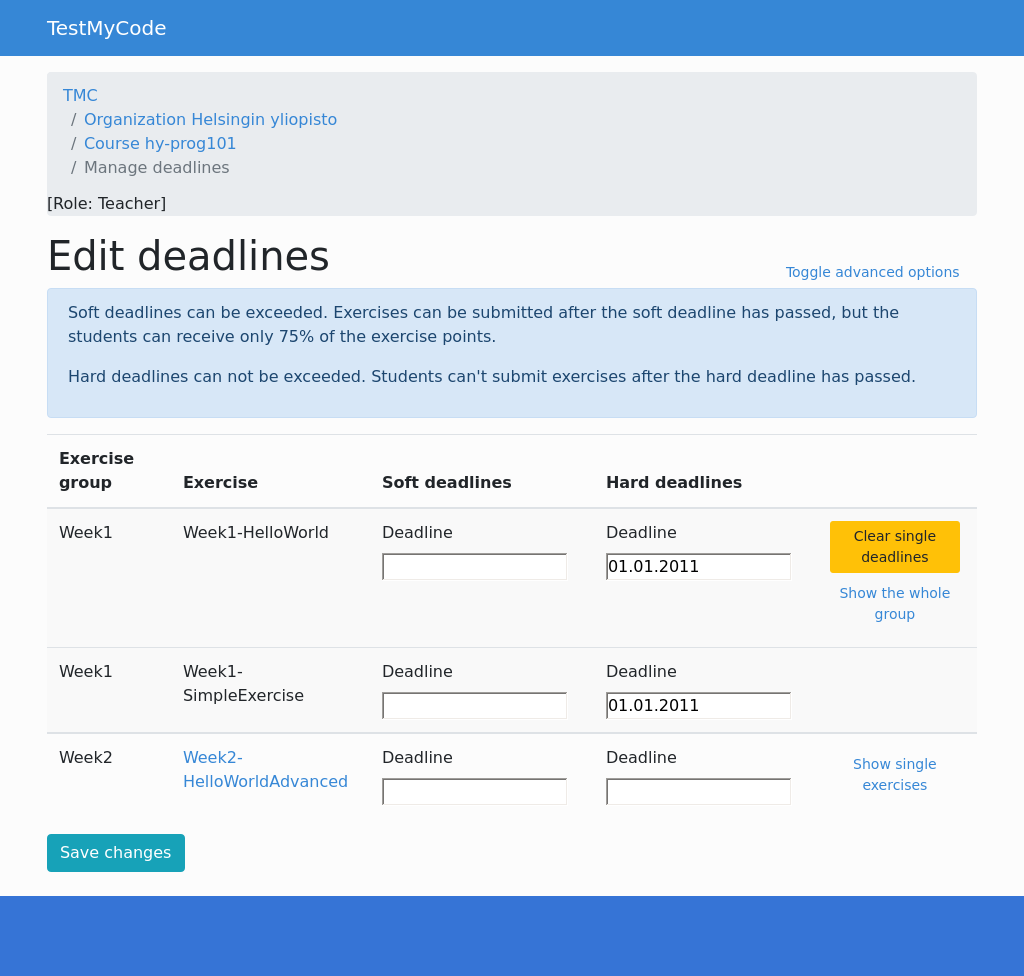 TestMyCode
TMC
/ Organization Helsingin yliopisto
/ Course hy-prog101
/ Manage deadlines
[Role: Teacher]
Edit deadlines
Toggle advanced options
Soft deadlines can be exceeded. Exercises can be submitted after the soft deadline has passed, but the
students can receive only 75% of the exercise points.
Hard deadlines can not be exceeded. Students can't submit exercises after the hard deadline has passed.
Exercise
group
Exercise
Soft deadlines
Hard deadlines
Week1
Week1-HelloWorld
Deadline
Deadline
01.01.2011
Clear single
deadlines
Show the whole
group
Week1
Week1-
SimpleExercise
Deadline
Deadline
01.01.2011
Week2
Week2-
HelloWorldAdvanced
Deadline
Deadline
Show single
exercises
Save changes